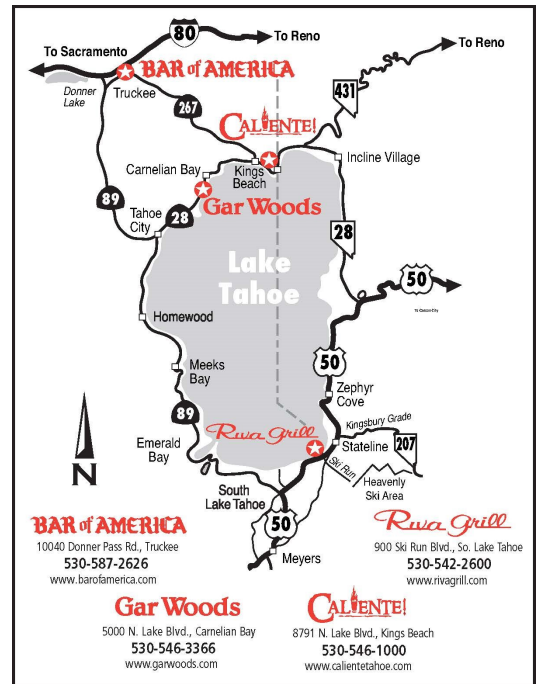 80
To Reno
To Reno
To Sacramento
BAR of AMERICA
Donner
Lake
Truckee
267
431
CALIENTE!
Incline Village
Carnelian Bay
Kings
Beach
Gar Woods
89
28
Tahoe
City
28
Lake
Tahoe
50
To Carson City
Homewood
50
Meeks
Bay
Zephyr
Cove
89
Kingsbury Grade
Riva Grill
Stateline
207
Emerald
Bay
Ski Run
N
Heavenly
Ski Area
South
Lake Tahoe
50
Meyers
BAR of AMERICA
10040 Donner Pass Rd., Truckee
530-587-2626
www.barofamerica.com
Riva Grill
900 Ski Run Blvd., So. Lake Tahoe
530-542-2600
www.rivagrill.com
Gar Woods
5000 N. Lake Blvd., Carnelian Bay
530-546-3366
www.garwoods.com
CALIENTE!
8791 N. Lake Blvd., Kings Beach
530-546-1000
www.calientetahoe.com